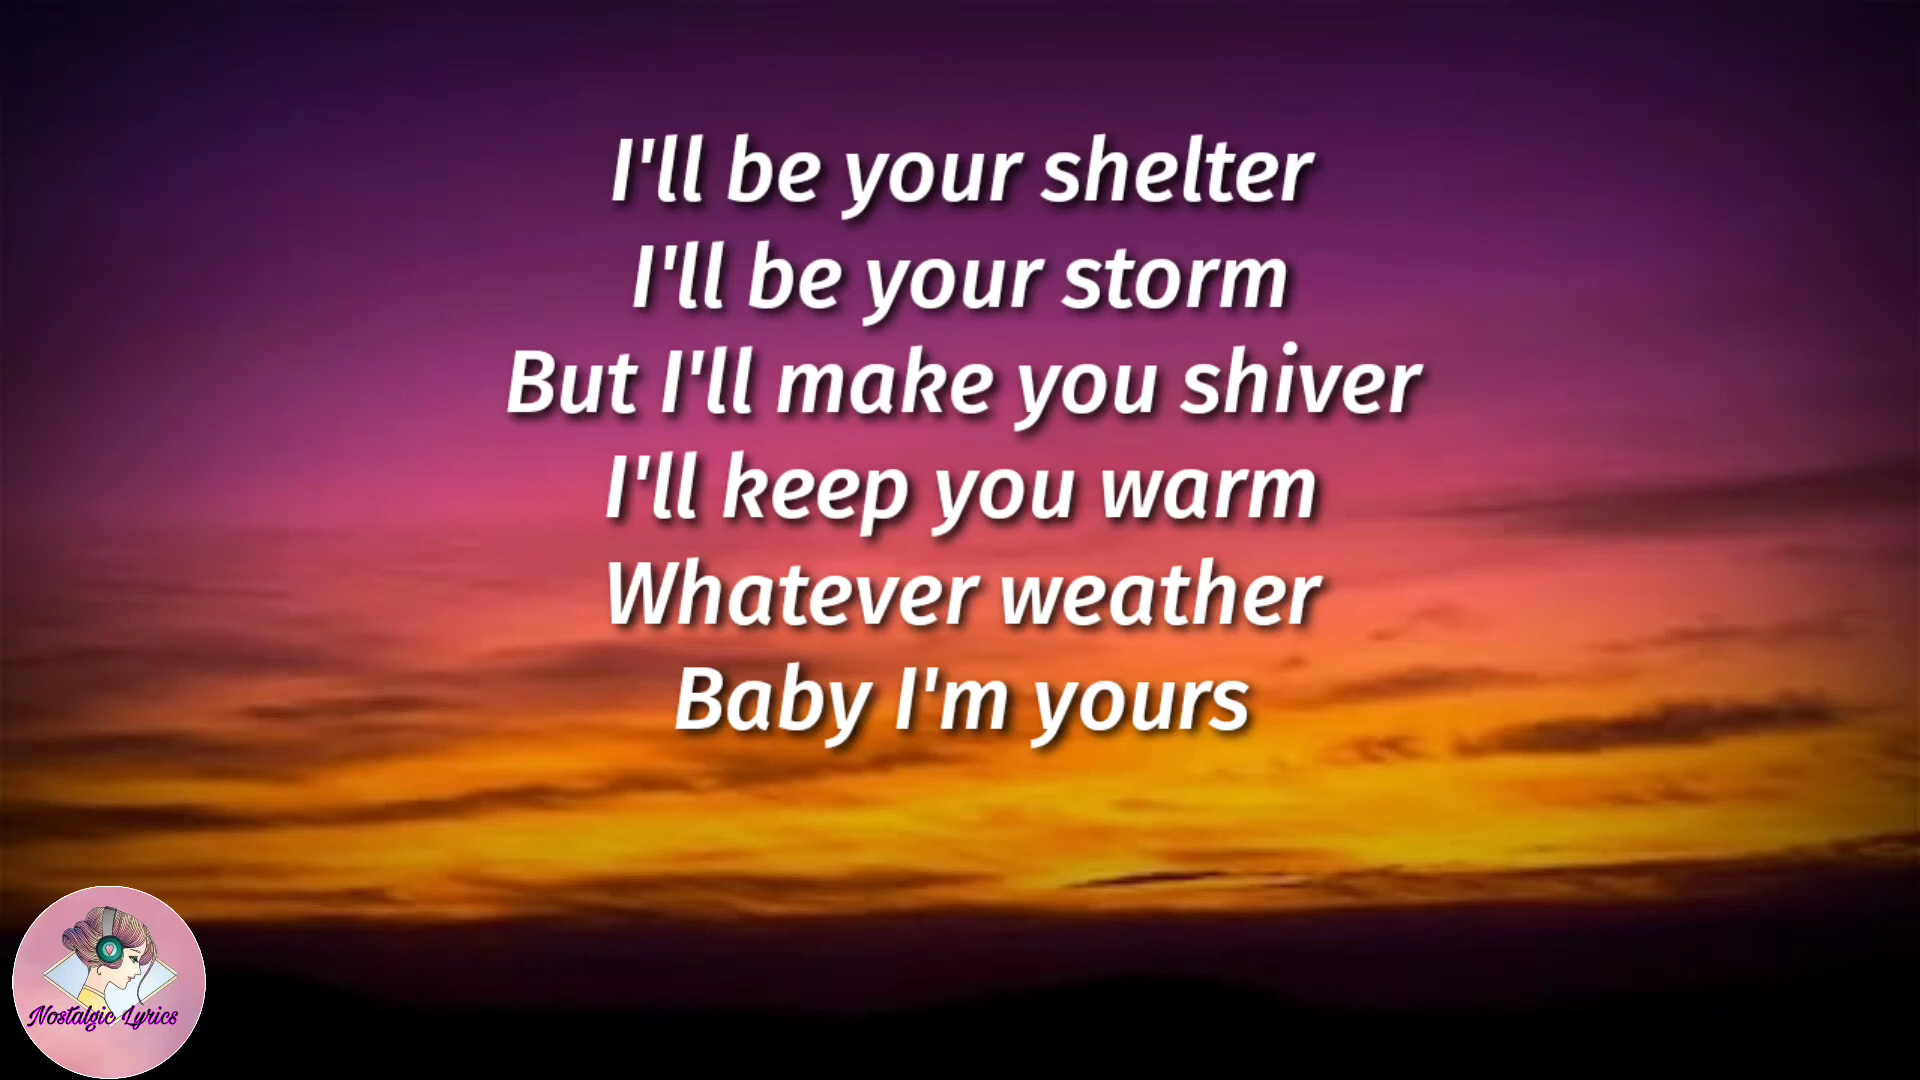 I'll be your shelter
I'll be your storm
But I'll make you shiver
I'll keep you warm
Whatever weather
Baby I'm yours
Nostalgic Lyrics